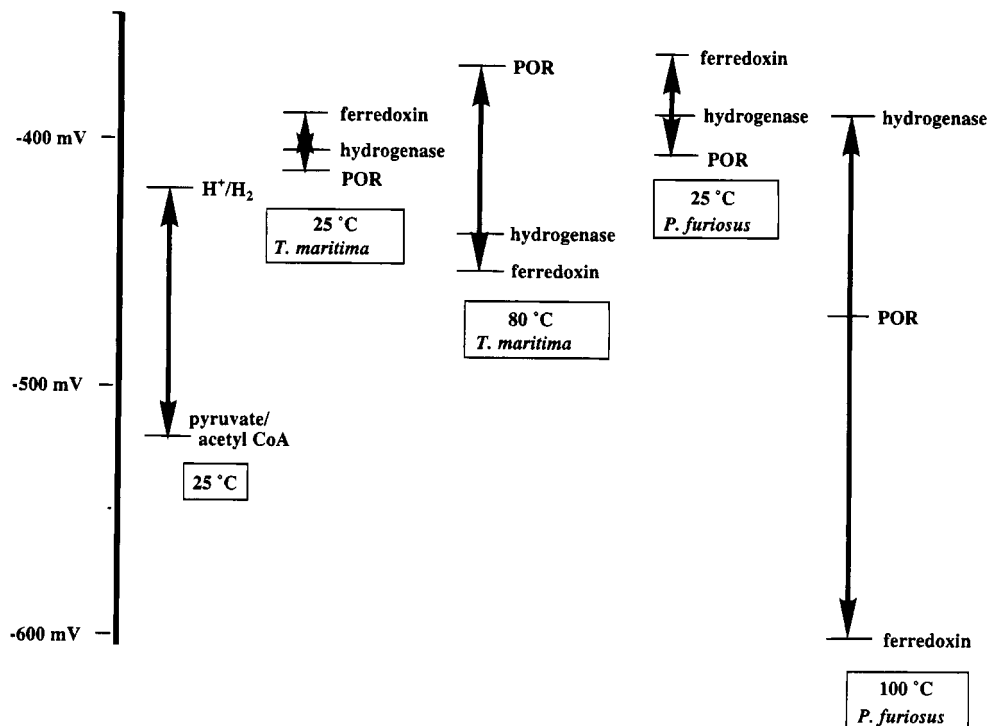 -400 mV
-500 mV
-600 mV
H⁺/H₂
pyruvate/
acetyl CoA
25 °C
ferredoxin
hydrogenase
POR
25 °C
T. maritima
POR
hydrogenase
ferredoxin
80 °C
T. maritima
ferredoxin
hydrogenase
POR
25 °C
P. furiosus
hydrogenase
POR
ferredoxin
100 °C
P. furiosus